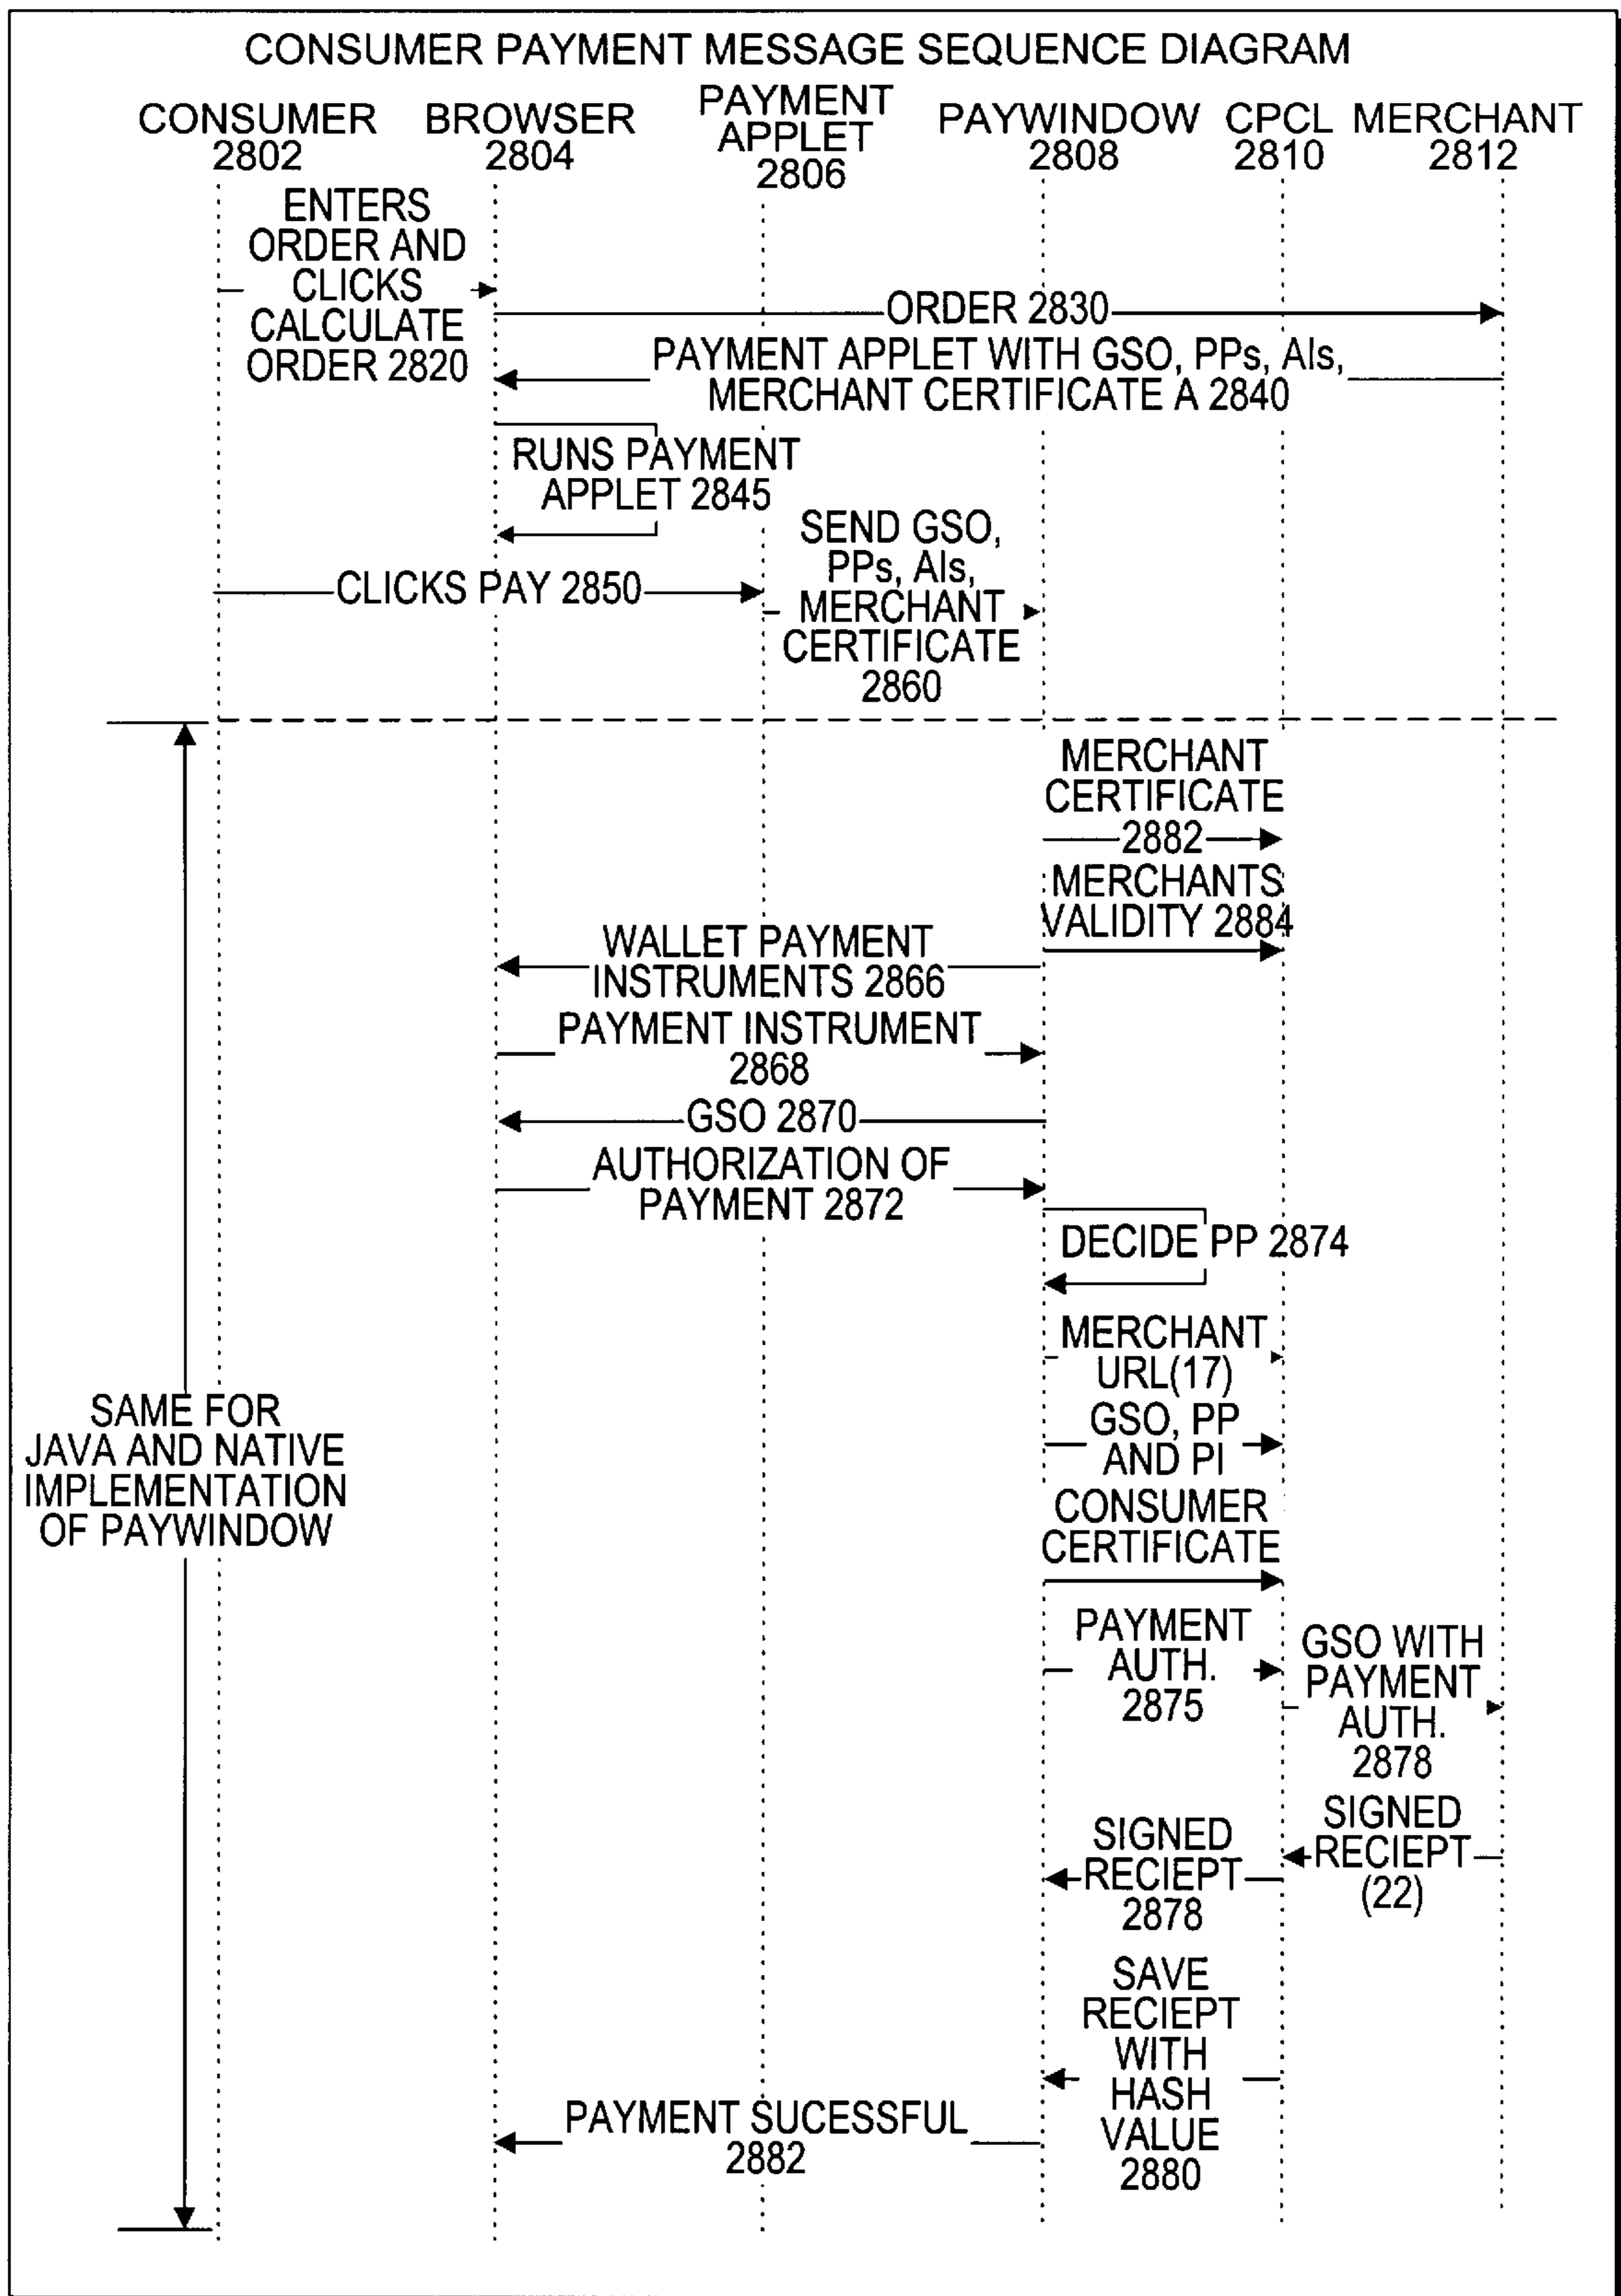 CONSUMER PAYMENT MESSAGE SEQUENCE DIAGRAM
CONSUMER
2802
BROWSER
2804
PAYMENT
APPLET
2806
PAYWINDOW
2808
CPCL
2810
MERCHANT
2812
ENTERS
ORDER AND
CLICKS
CALCULATE
ORDER 2820
ORDER 2830
PAYMENT APPLET WITH GSO, PPs, AIs,
MERCHANT CERTIFICATE A 2840
RUNS PAYMENT
APPLET 2845
CLICKS PAY 2850
SEND GSO,
PPs, AIs,
MERCHANT
CERTIFICATE
2860
MERCHANT
CERTIFICATE
2882
MERCHANTS
VALIDITY 2884
WALLET PAYMENT
INSTRUMENTS 2866
PAYMENT INSTRUMENT
2868
GSO 2870
AUTHORIZATION OF
PAYMENT 2872
DECIDE PP 2874
MERCHANT
URL(17)
SAME FOR
JAVA AND NATIVE
IMPLEMENTATION
OF PAYWINDOW
GSO, PP
AND PI
CONSUMER
CERTIFICATE
PAYMENT
AUTH.
2875
GSO WITH
PAYMENT
AUTH.
2878
SIGNED
RECIEPT
(22)
SIGNED
RECIEPT
2878
SAVE
RECIEPT
WITH
HASH
VALUE
2880
PAYMENT SUCESSFUL
2882